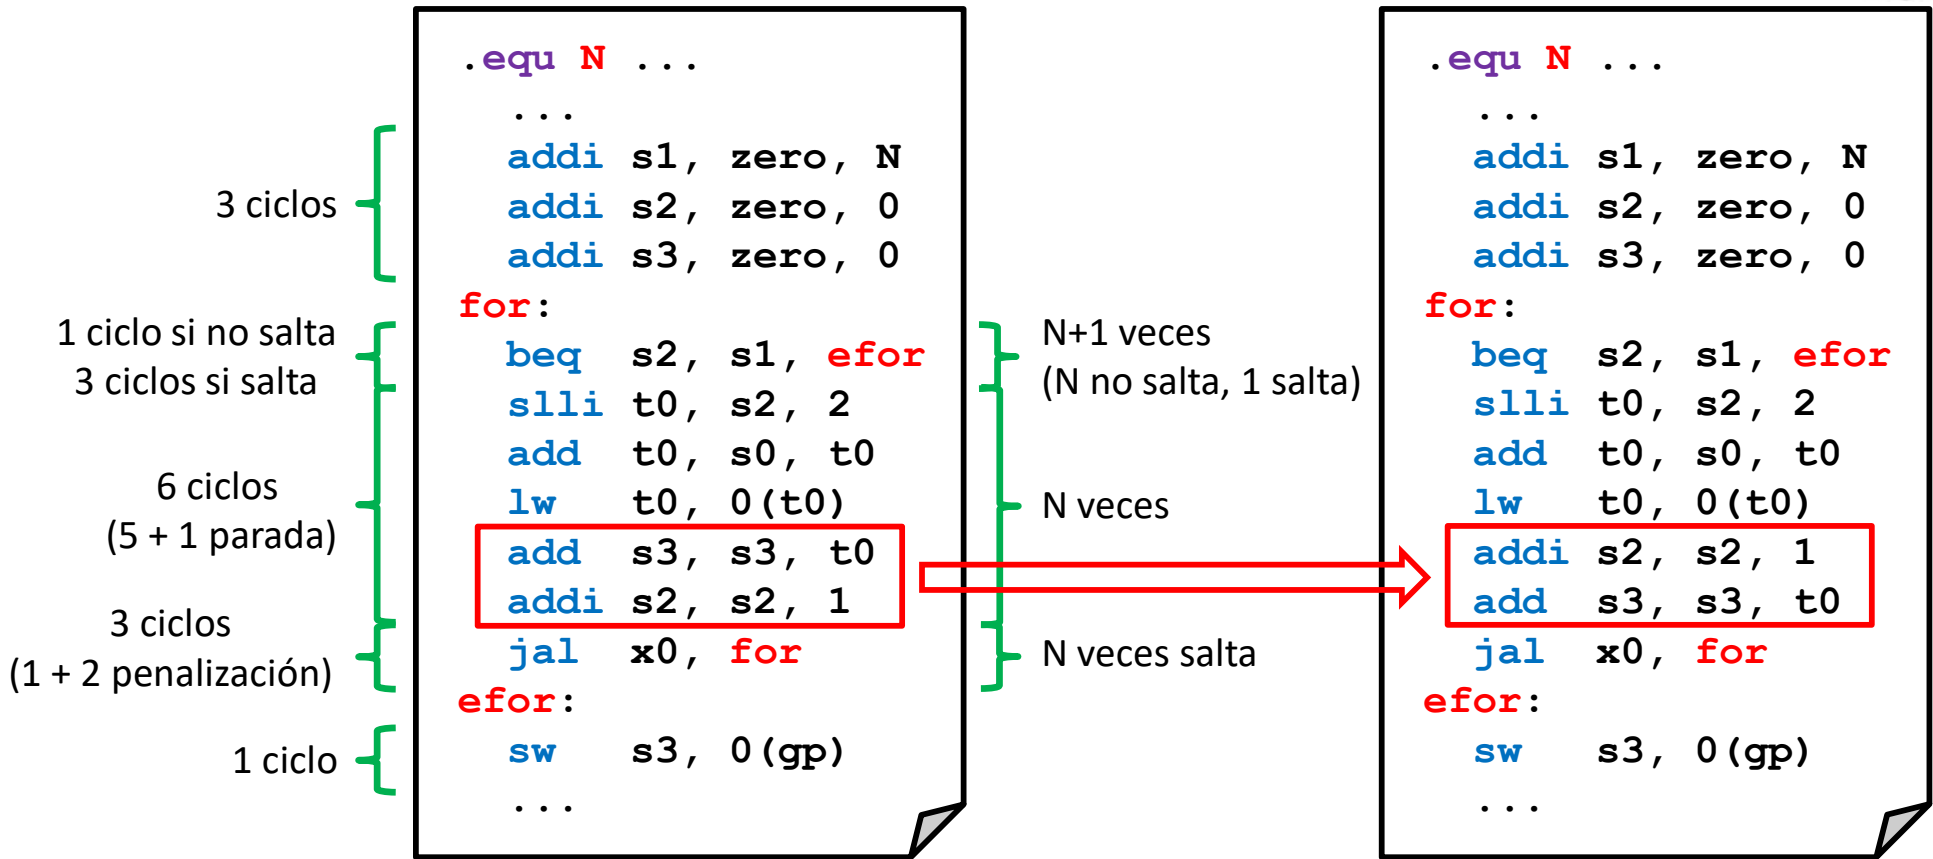 .equ N ...
...
addi s1, zero, N
addi s2, zero, 0
addi s3, zero, 0
for:
beq s2, s1, efor
slli t0, s2, 2
add t0, s0, t0
lw t0, 0(t0)
add s3, s3, t0
addi s2, s2, 1
jal x0, for
efor:
sw s3, 0(gp)
...
3 ciclos
1 ciclo si no salta
3 ciclos si salta
6 ciclos
(5 + 1 parada)
3 ciclos
(1 + 2 penalización)
1 ciclo
N+1 veces
(N no salta, 1 salta)
N veces
N veces salta
.equ N ...
...
addi s1, zero, N
addi s2, zero, 0
addi s3, zero, 0
for:
beq s2, s1, efor
slli t0, s2, 2
add t0, s0, t0
lw t0, 0(t0)
addi s2, s2, 1
add s3, s3, t0
jal x0, for
efor:
sw s3, 0(gp)
...